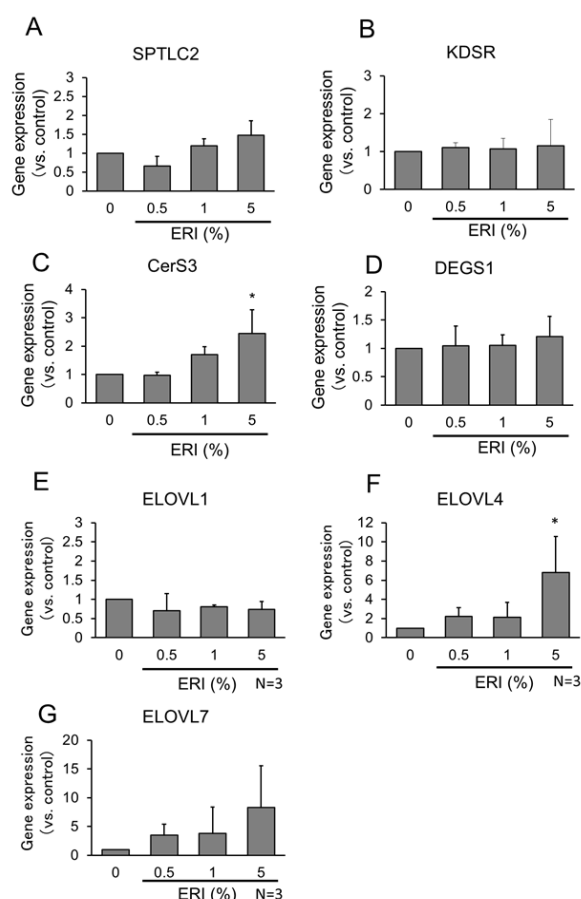 A
SPTLC2
Gene expression
(vs. control)
3
2.5
2
1.5
1
0.5
0
0 0.5 1 5
ERI (%)
B
KDSR
Gene expression
(vs. control)
3
2
1
0
0 0.5 1 5
ERI (%)
C
CerS3
Gene expression
(vs. control)
4
3
2
1
0
*
0 0.5 1 5
ERI (%)
D
DEGS1
Gene expression
(vs. control)
2
1.5
1
0.5
0
0 0.5 1 5
ERI (%)
E
ELOVL1
Gene expression
(vs. control)
3
2.5
2
1.5
1
0.5
0
0 0.5 1 5
ERI (%) N=3
F
ELOVL4
Gene expression
(vs. control)
12
10
8
6
4
2
0
*
0 0.5 1 5
ERI (%) N=3
G
ELOVL7
Gene expression
(vs. control)
20
15
10
5
0
0 0.5 1 5
ERI (%) N=3